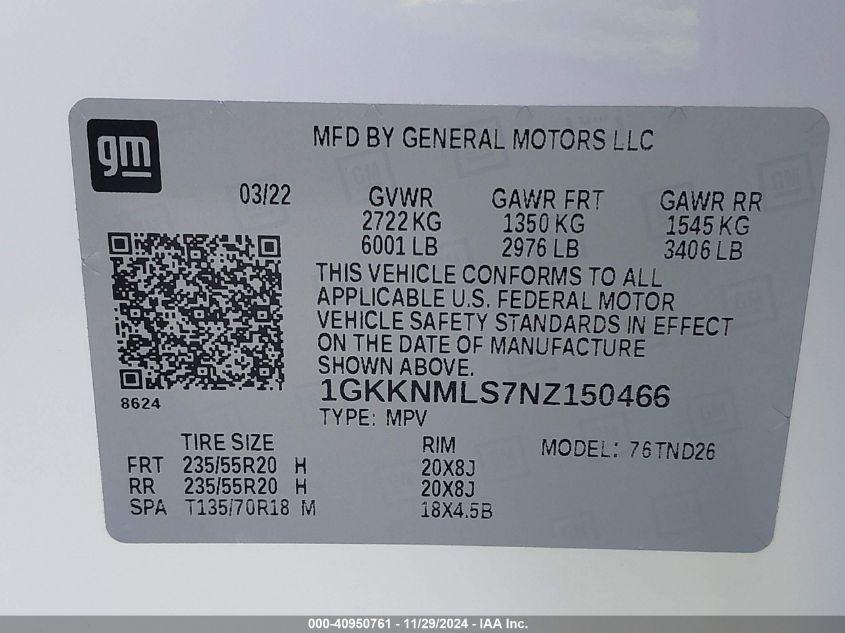 gm
MFD BY GENERAL MOTORS LLC
03/22 GVWR GAWR FRT GAWR RR
2722 KG 1350 KG 1545 KG
6001 LB 2976 LB 3406 LB
THIS VEHICLE CONFORMS TO ALL
APPLICABLE U.S. FEDERAL MOTOR
VEHICLE SAFETY STANDARDS IN EFFECT
ON THE DATE OF MANUFACTURE
SHOWN ABOVE.
8624
1GKKNMLS7NZ150466
TYPE: MPV
TIRE SIZE RIM MODEL: 76TND26
FRT 235/55R20 H 20X8J
RR 235/55R20 H 20X8J
SPA T135/70R18 M 18X4.5B
000-40950761 - 11/29/2024 - IAA Inc.